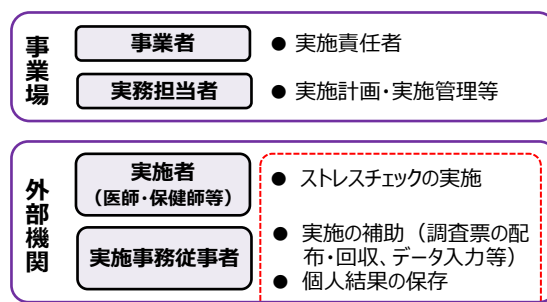 事業場
事業者
● 実施責任者
実務担当者
● 実施計画・実施管理等
外部機関
実施者
（医師・保健師等）
● ストレスチェックの実施
実施事務従事者
● 実施の補助（調査票の配
布・回収、データ入力等）
● 個人結果の保存